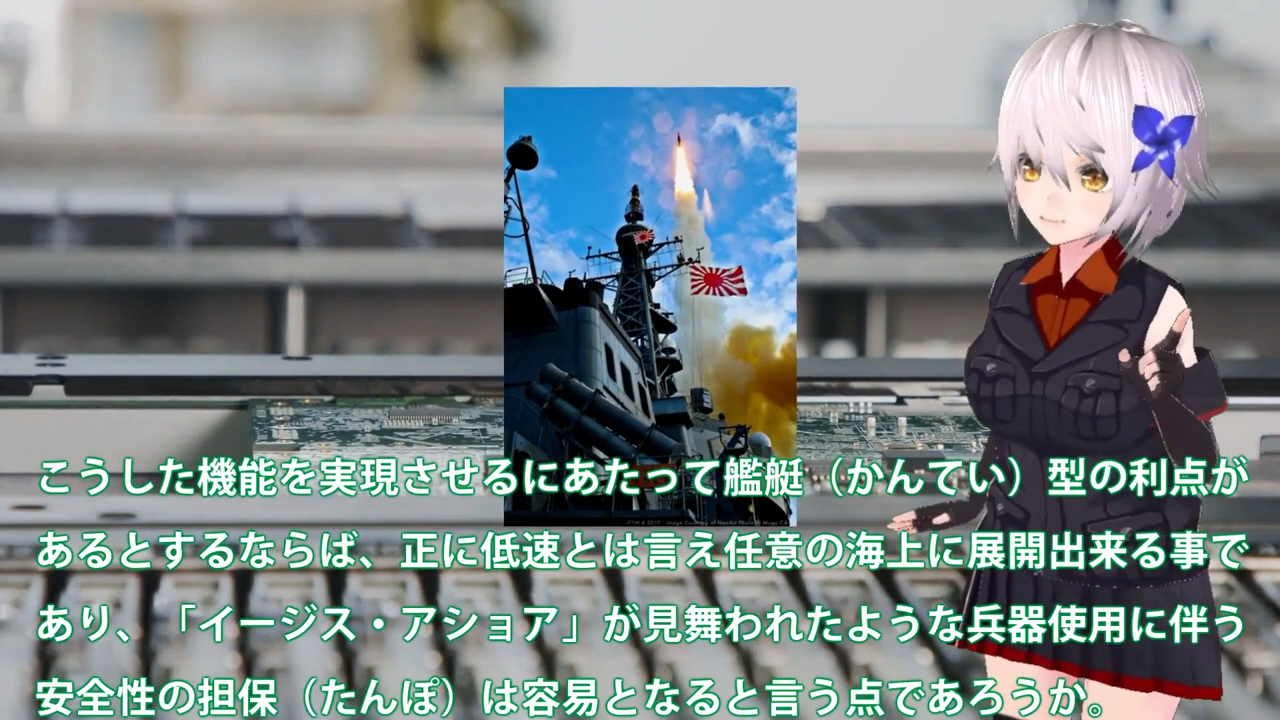 こうした機能を実現させるにあたって艦艇（かんてい）型の利点が
あるとするならば、正に低速とは言え任意の海上に展開出来る事で
あり、「イージス・アショア」が見舞われたような兵器使用に伴う
安全性の担保（たんぽ）は容易となると言う点であろうか。